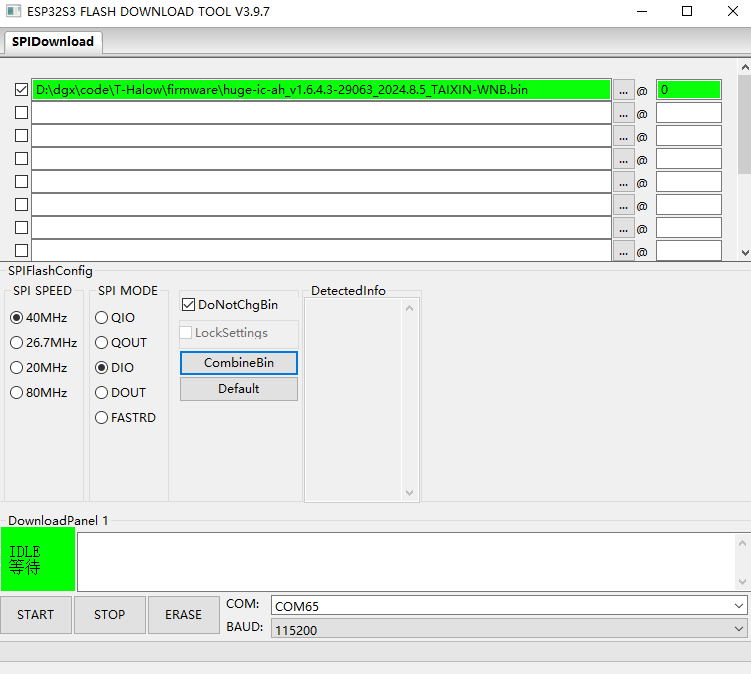 ESP32S3 FLASH DOWNLOAD TOOL V3.9.7
SPIDownload
D:\dgx\code\T-Halow\firmware\huge-ic-ah_v1.6.4.3-29063_2024.8.5_TAIXIN-WNB.bin ... @ 0
... @
... @
... @
... @
... @
... @
... @
SPIFlashConfig
SPI SPEED
40MHz
26.7MHz
20MHz
80MHz
SPI MODE
QIO
QOUT
DIO
DOUT
FASTRD
DoNotChgBin
LockSettings
CombineBin
Default
DetectedInfo
DownloadPanel 1
IDLE
等待
START STOP ERASE
COM: COM65
BAUD: 115200